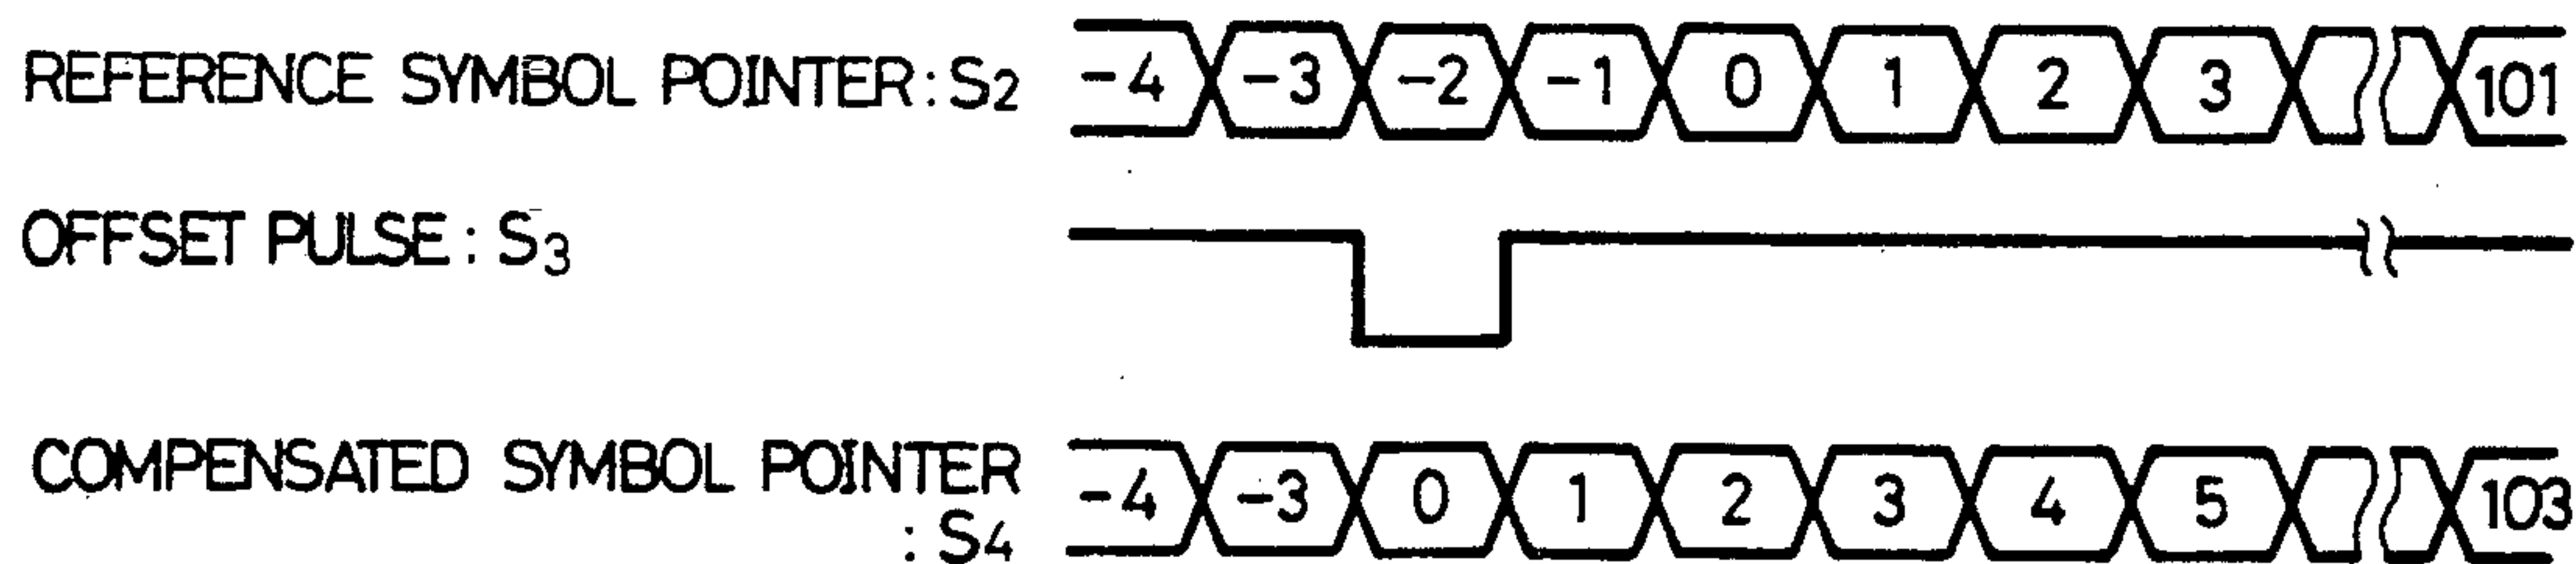 REFERENCE SYMBOL POINTER: S2 -4 -3 -2 -1 0 1 2 3 101
OFFSET PULSE: S3
COMPENSATED SYMBOL POINTER -4 -3 0 1 2 3 4 5 103
: S4